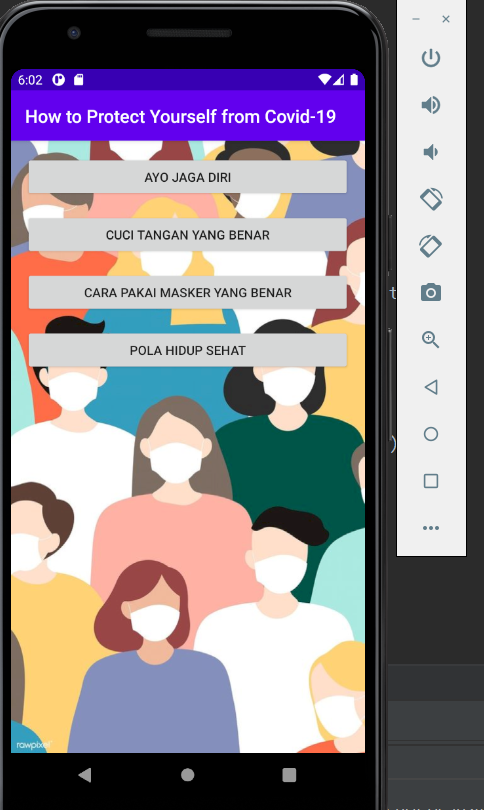 6:02
How to Protect Yourself from Covid-19
AYO JAGA DIRI
CUCI TANGAN YANG BENAR
CARA PAKAI MASKER YANG BENAR
POLA HIDUP SEHAT
rawpixel